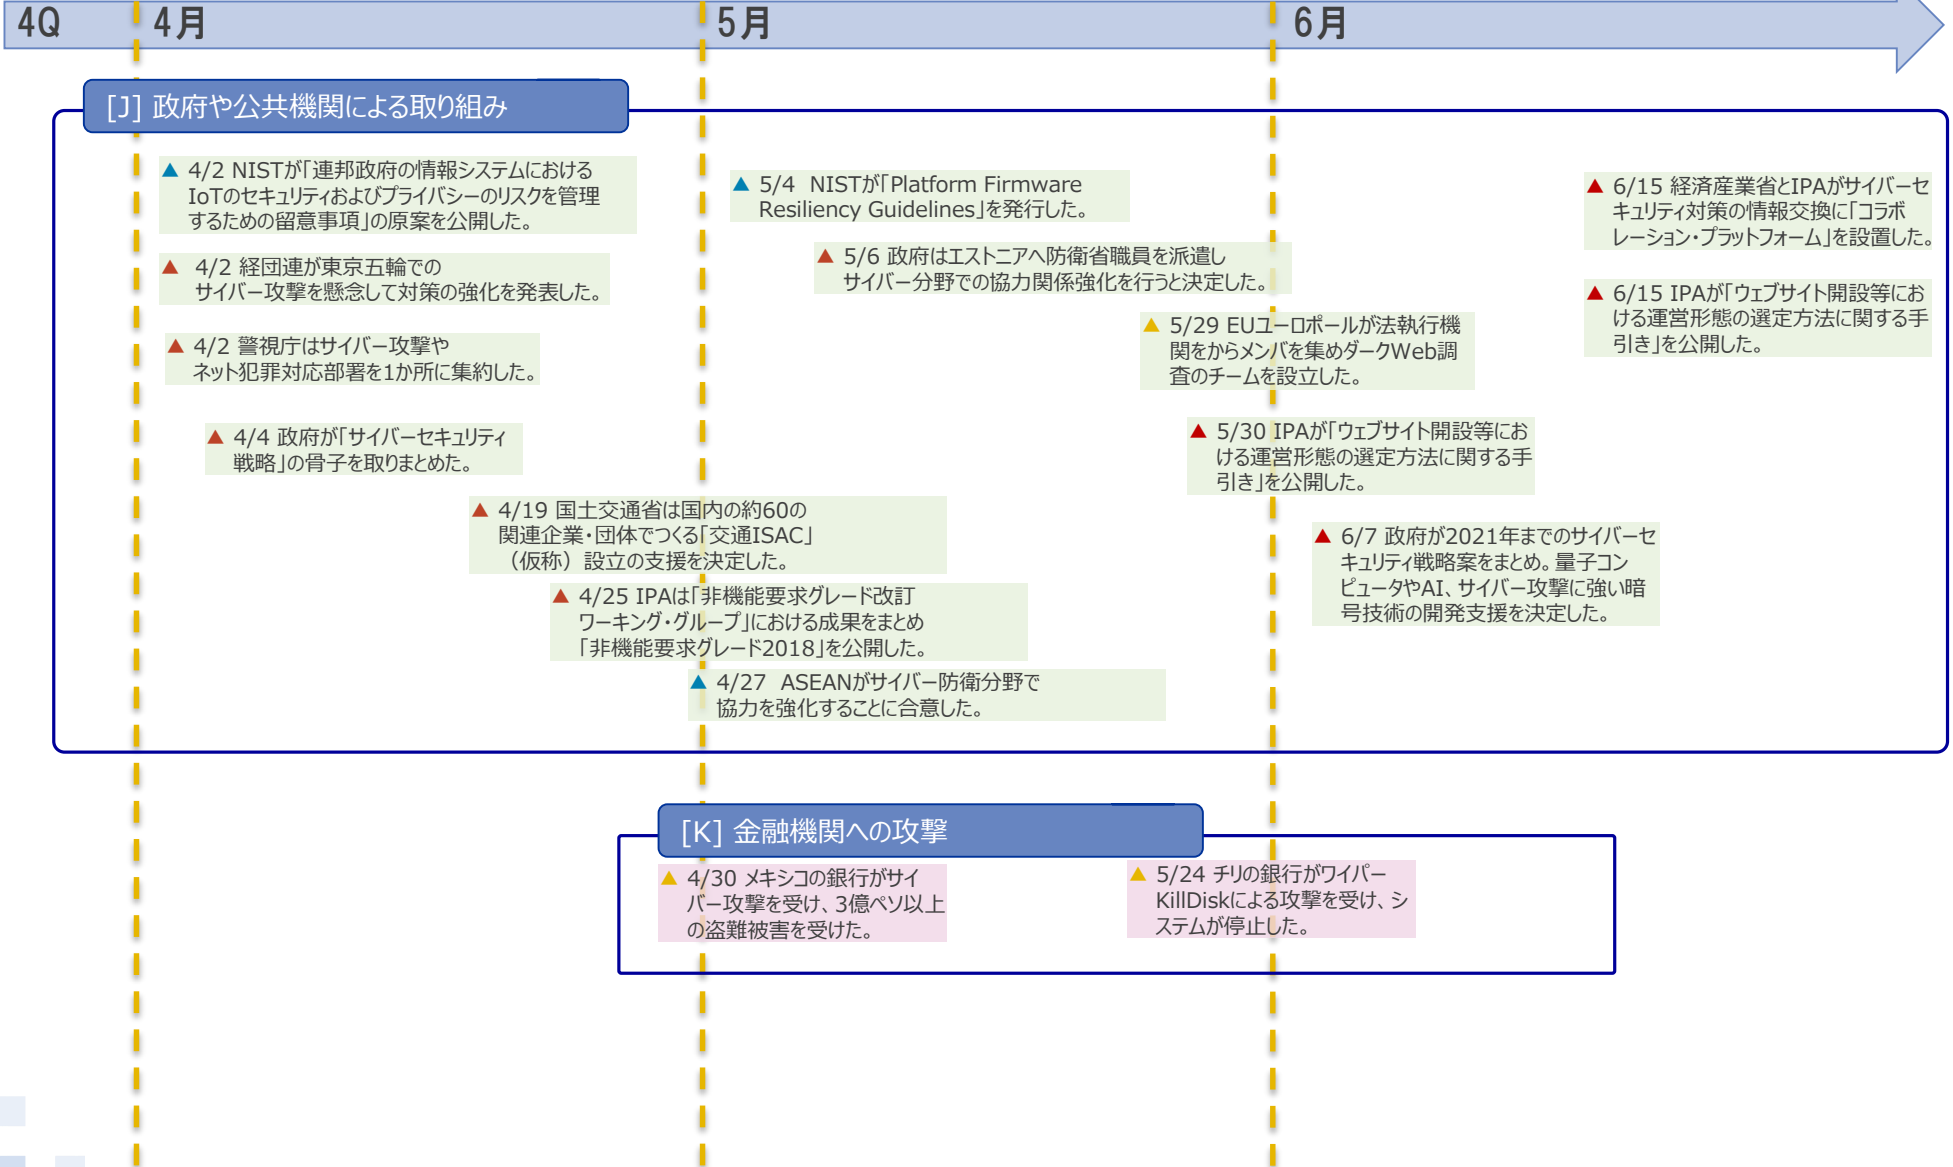 4Q
4月
5月
6月
[J] 政府や公共機関による取り組み
▲ 4/2 NISTが「連邦政府の情報システムにおける
IoTのセキュリティおよびプライバシーのリスクを管理
するための留意事項」の原案を公開した。
▲ 4/2 経団連が東京五輪での
サイバー攻撃を懸念して対策の強化を発表した。
▲ 4/2 警視庁はサイバー攻撃や
ネット犯罪対応部署を1か所に集約した。
▲ 4/4 政府が「サイバーセキュリティ
戦略」の骨子を取りまとめた。
▲ 4/19 国土交通省は国内の約60の
関連企業・団体でつくる「交通ISAC」
（仮称）設立の支援を決定した。
▲ 4/25 IPAは「非機能要求グレード改訂
ワーキング・グループ」における成果をまとめ
「非機能要求グレード2018」を公開した。
▲ 4/27 ASEANがサイバー防衛分野で
協力を強化することに合意した。
▲ 5/4 NISTが「Platform Firmware
Resiliency Guidelines」を発行した。
▲ 5/6 政府はエストニアへ防衛省職員を派遣し
サイバー分野での協力関係強化を行うと決定した。
▲ 5/29 EUユーロポールが法執行機
関をからメンバを集めダークWeb調
査のチームを設立した。
▲ 5/30 IPAが「ウェブサイト開設等にお
ける運営形態の選定方法に関する手
引き」を公開した。
▲ 6/7 政府が2021年までのサイバーセ
キュリティ戦略案をまとめ。量子コン
ピュータやAI、サイバー攻撃に強い暗
号技術の開発支援を決定した。
▲ 6/15 経済産業省とIPAがサイバーセ
キュリティ対策の情報交換に「コラボ
レーション・プラットフォーム」を設置した。
▲ 6/15 IPAが「ウェブサイト開設等にお
ける運営形態の選定方法に関する手
引き」を公開した。
[K] 金融機関への攻撃
▲ 4/30 メキシコの銀行がサイ
バー攻撃を受け、3億ペソ以上
の盗難被害を受けた。
▲ 5/24 チリの銀行がワイパー
KillDiskによる攻撃を受け、シ
ステムが停止した。